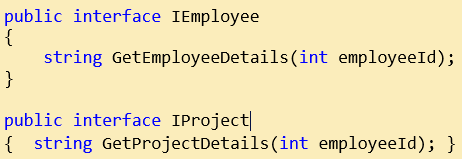 public interface IEmployee
{
    string GetEmployeeDetails(int employeeId);
}

public interface IProject
{  string GetProjectDetails(int employeeId); }